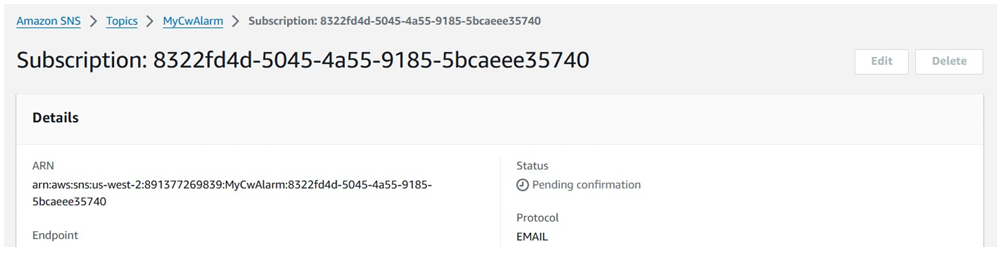 Amazon SNS > Topics > MyCwAlarm > Subscription: 8322fd4d-5045-4a55-9185-5bcaeee35740
Subscription: 8322fd4d-5045-4a55-9185-5bcaeee35740
Edit
Delete
Details
ARN
arn:aws:sns:us-west-2:891377269839:MyCwAlarm:8322fd4d-5045-4a55-9185-
5bcaeee35740
Endpoint
Status
Pending confirmation
Protocol
EMAIL